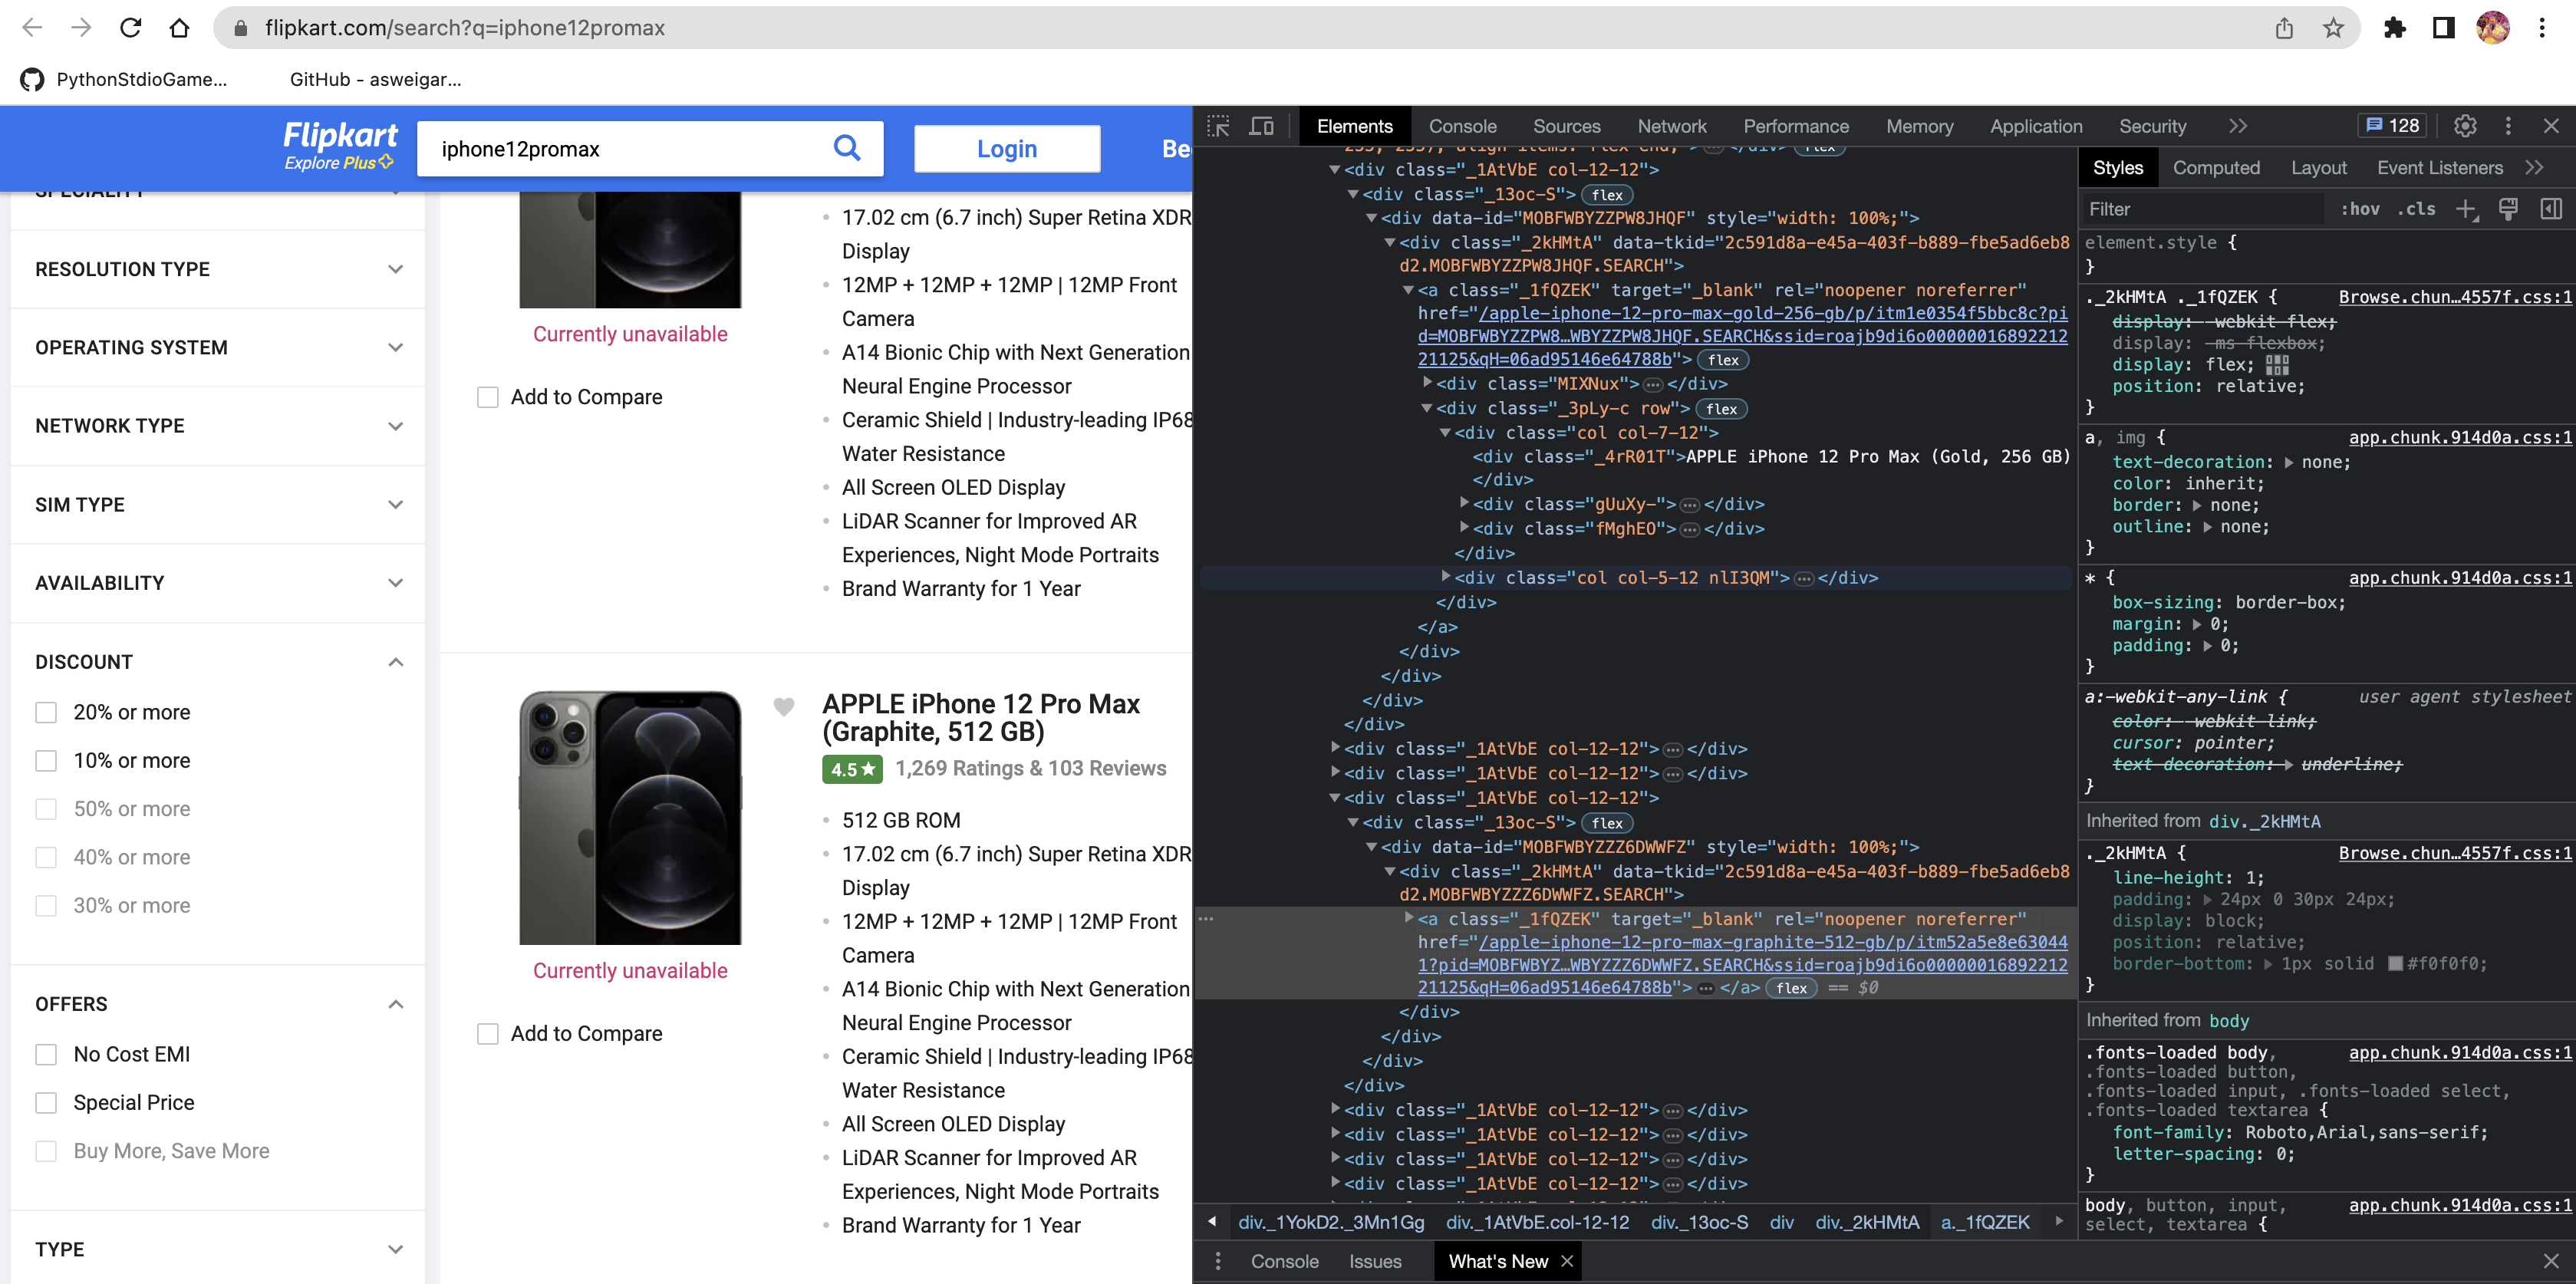 flipkart.com/search?q=iphone12promax
PythonStdioGame...
GitHub - asweigar...
Flipkart
Explore Plus
iphone12promax
Login
Be
SPECIALITY
RESOLUTION TYPE
OPERATING SYSTEM
NETWORK TYPE
SIM TYPE
AVAILABILITY
DISCOUNT
20% or more
10% or more
50% or more
40% or more
30% or more
OFFERS
No Cost EMI
Special Price
Buy More, Save More
TYPE
Currently unavailable
Add to Compare
17.02 cm (6.7 inch) Super Retina XDR
Display
12MP + 12MP + 12MP | 12MP Front
Camera
A14 Bionic Chip with Next Generation
Neural Engine Processor
Ceramic Shield | Industry-leading IP68
Water Resistance
All Screen OLED Display
LiDAR Scanner for Improved AR
Experiences, Night Mode Portraits
Brand Warranty for 1 Year
Currently unavailable
Add to Compare
APPLE iPhone 12 Pro Max
(Graphite, 512 GB)
4.5★ 1,269 Ratings & 103 Reviews
512 GB ROM
17.02 cm (6.7 inch) Super Retina XDR
Display
12MP + 12MP + 12MP | 12MP Front
Camera
A14 Bionic Chip with Next Generation
Neural Engine Processor
Ceramic Shield | Industry-leading IP68
Water Resistance
All Screen OLED Display
LiDAR Scanner for Improved AR
Experiences, Night Mode Portraits
Brand Warranty for 1 Year
Elements Console Sources Network Performance Memory Application Security 128
<div class="_1AtVbE col-12-12">
<div class="_13oc-S"> flex
<div data-id="MOBFWBYZZPW8JHQF" style="width: 100%;">
<div class="_2kHMtA" data-tkid="2c591d8a-e45a-403f-b889-fbe5ad6eb8
d2.MOBFWBYZZPW8JHQF.SEARCH">
<a class="_1fQZEK" target="_blank" rel="noopener noreferrer"
href="/apple-iphone-12-pro-max-gold-256-gb/p/itm1e0354f5bbc8c?pi
d=MOBFWBYZZPW8…WBYZZPW8JHQF.SEARCH&ssid=roajb9di6o00000016892212
21125&qH=06ad95146e64788b"> flex
<div class="MIXNux">…</div>
<div class="_3pLy-c row"> flex
<div class="col col-7-12">
<div class="_4rR01T">APPLE iPhone 12 Pro Max (Gold, 256 GB)
</div>
<div class="gUuXy-">…</div>
<div class="fMghEO">…</div>
</div>
<div class="col col-5-12 nlI3QM">…</div>
</div>
</a>
</div>
</div>
</div>
</div>
<div class="_1AtVbE col-12-12">…</div>
<div class="_1AtVbE col-12-12">…</div>
<div class="_1AtVbE col-12-12">
<div class="_13oc-S"> flex
<div data-id="MOBFWBYZZZ6DWWFZ" style="width: 100%;">
<div class="_2kHMtA" data-tkid="2c591d8a-e45a-403f-b889-fbe5ad6eb8
d2.MOBFWBYZZZ6DWWFZ.SEARCH">
<a class="_1fQZEK" target="_blank" rel="noopener noreferrer"
href="/apple-iphone-12-pro-max-graphite-512-gb/p/itm52a5e8e63044
1?pid=MOBFWBYZ…WBYZZZ6DWWFZ.SEARCH&ssid=roajb9di6o00000016892212
21125&qH=06ad95146e64788b">…</a> flex == $0
</div>
</div>
</div>
</div>
<div class="_1AtVbE col-12-12">…</div>
<div class="_1AtVbE col-12-12">…</div>
<div class="_1AtVbE col-12-12">…</div>
<div class="_1AtVbE col-12-12">…</div>
div._1YokD2._3Mn1Gg div._1AtVbE.col-12-12 div._13oc-S div div._2kHMtA a._1fQZEK
Console Issues What's New
Styles Computed Layout Event Listeners
Filter :hov .cls
element.style {
}
._2kHMtA ._1fQZEK { Browse.chun…4557f.css:1
display: -webkit-flex;
display: -ms-flexbox;
display: flex;
position: relative;
}
a, img { app.chunk.914d0a.css:1
text-decoration: none;
color: inherit;
border: none;
outline: none;
}
* { app.chunk.914d0a.css:1
box-sizing: border-box;
margin: 0;
padding: 0;
}
a:-webkit-any-link { user agent stylesheet
color: -webkit-link;
cursor: pointer;
text-decoration: underline;
}
Inherited from div._2kHMtA
._2kHMtA { Browse.chun…4557f.css:1
line-height: 1;
padding: 24px 0 30px 24px;
display: block;
position: relative;
border-bottom: 1px solid #f0f0f0;
}
Inherited from body
.fonts-loaded body, app.chunk.914d0a.css:1
.fonts-loaded button,
.fonts-loaded input, .fonts-loaded select,
.fonts-loaded textarea {
font-family: Roboto,Arial,sans-serif;
letter-spacing: 0;
}
body, button, input, app.chunk.914d0a.css:1
select, textarea {